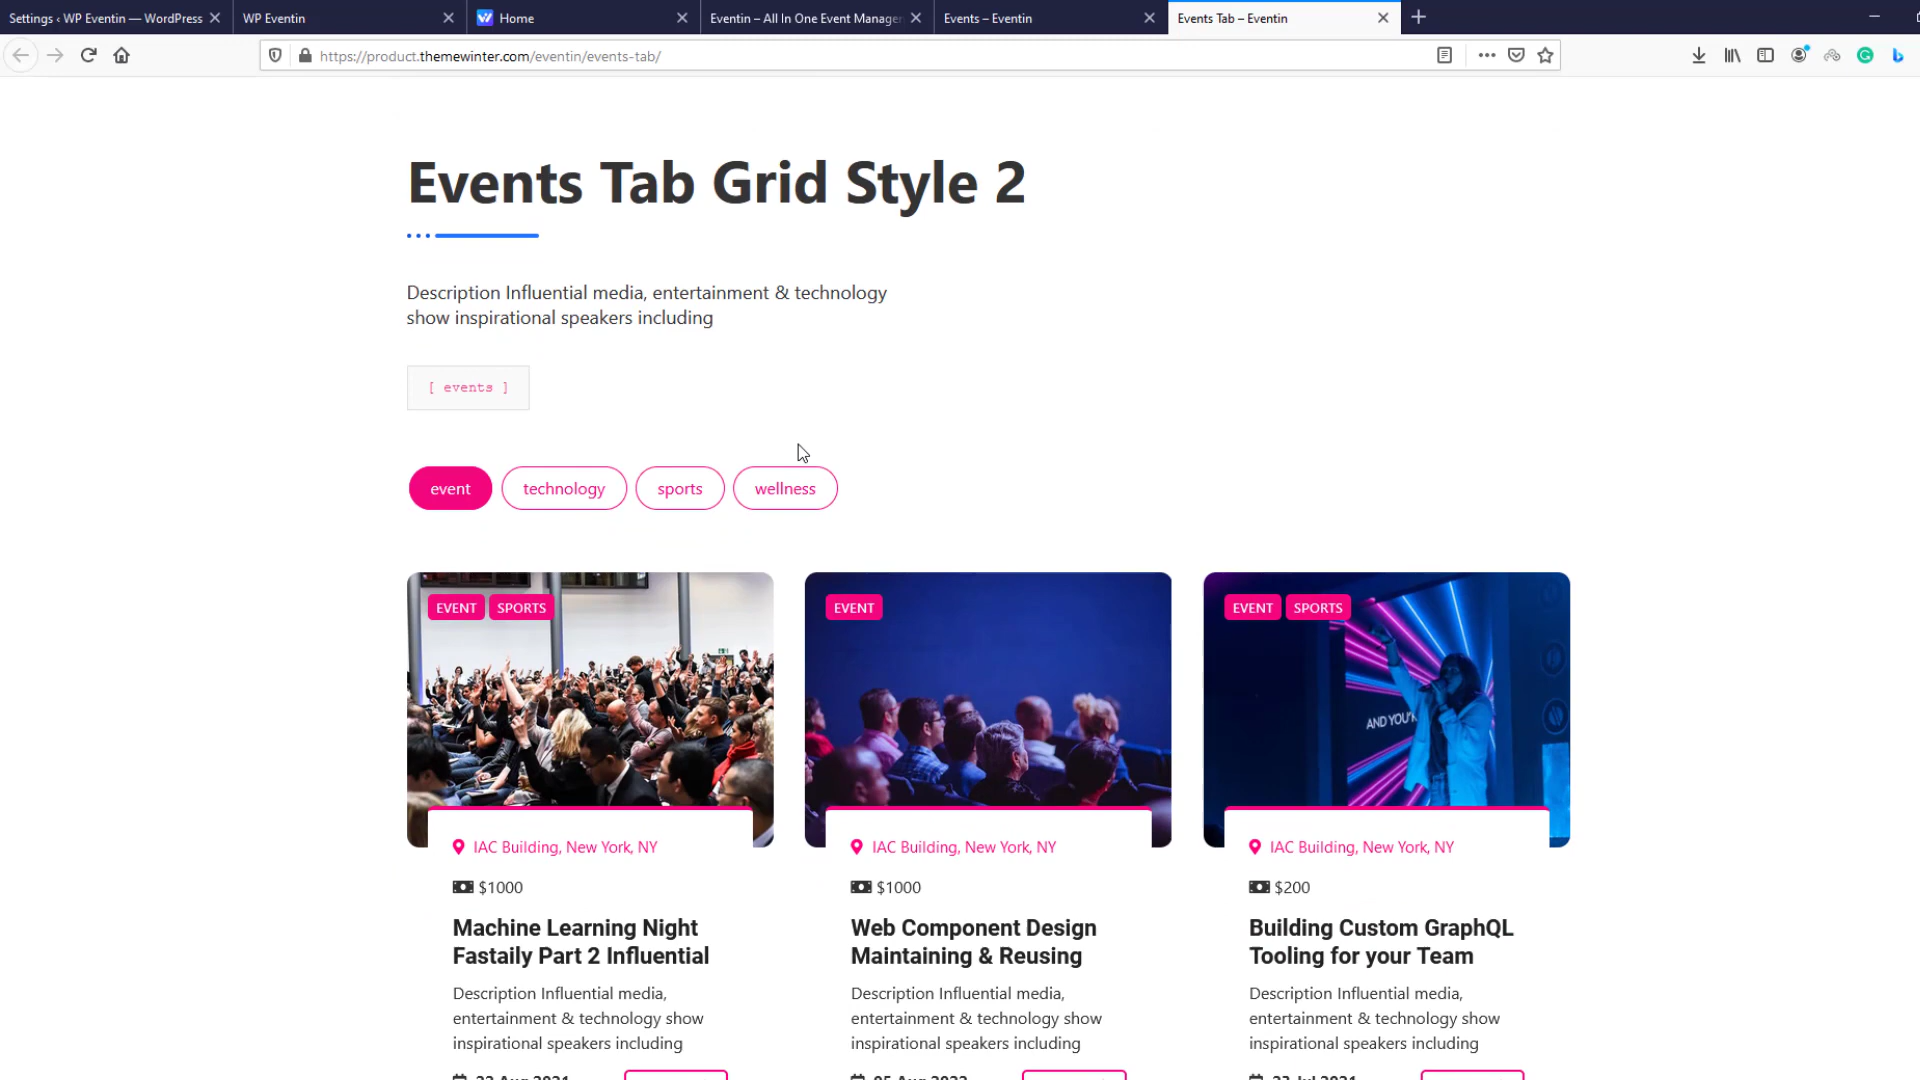 Settings ‹ WP Eventin — WordPress
WP Eventin
Home
Eventin – All In One Event Manager
Events – Eventin
Events Tab – Eventin
https://product.themewinter.com/eventin/events-tab/
Events Tab Grid Style 2
Description Influential media, entertainment & technology
show inspirational speakers including
[ events ]
event
technology
sports
wellness
EVENT
SPORTS
EVENT
EVENT
SPORTS
AND YOU'R
IAC Building, New York, NY
IAC Building, New York, NY
IAC Building, New York, NY
$1000
$1000
$200
Machine Learning Night
Fastaily Part 2 Influential
Web Component Design
Maintaining & Reusing
Building Custom GraphQL
Tooling for your Team
Description Influential media,
entertainment & technology show
inspirational speakers including
Description Influential media,
entertainment & technology show
inspirational speakers including
Description Influential media,
entertainment & technology show
inspirational speakers including